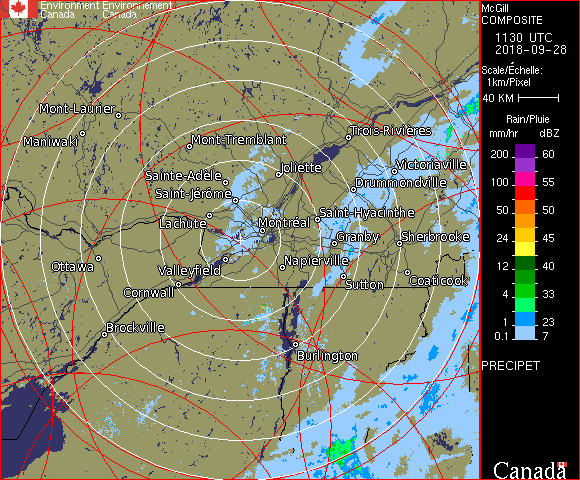 Environment Environnement
Canada Canada
McGill
COMPOSITE
1130 UTC
2018-09-28
Scale/Échelle:
1km/Pixel
40 KM
Rain/Pluie
mm/hr dBZ
200 60
100 55
50 50
24 45
12 40
4 33
1 23
0.1 7
PRECIPET
Canada
Mont-Laurier
Maniwaki
Mont-Tremblant
Trois-Rivières
Sainte-Adèle
Joliette
Victoriaville
Saint-Jérôme
Drummondville
Lachute
Montréal
Saint-Hyacinthe
Granby
Sherbrooke
Ottawa
Valleyfield
Napierville
Cornwall
Sutton
Coaticook
Brockville
Burlington